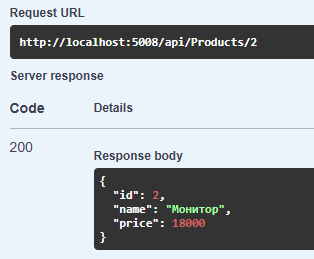 Request URL
http://localhost:5008/api/Products/2
Server response
Code Details
200
Response body
{
  "id": 2,
  "name": "Монитор",
  "price": 18000
}